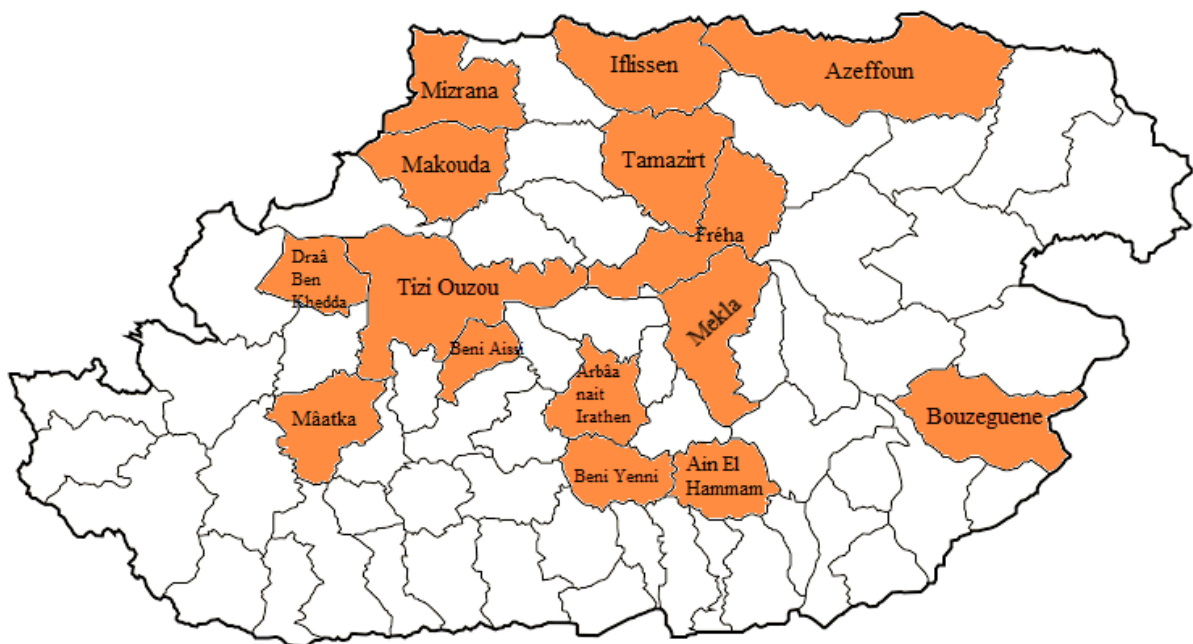 Iflissen
Azeffoun
Mizrana
Makouda
Tamazirt
Fréha
Draâ
Ben
Khedda
Tizi Ouzou
Mekla
Beni Aissi
Arbâa
nait
Irathen
Mâatka
Bouzeguene
Beni Yenni
Ain El
Hammam